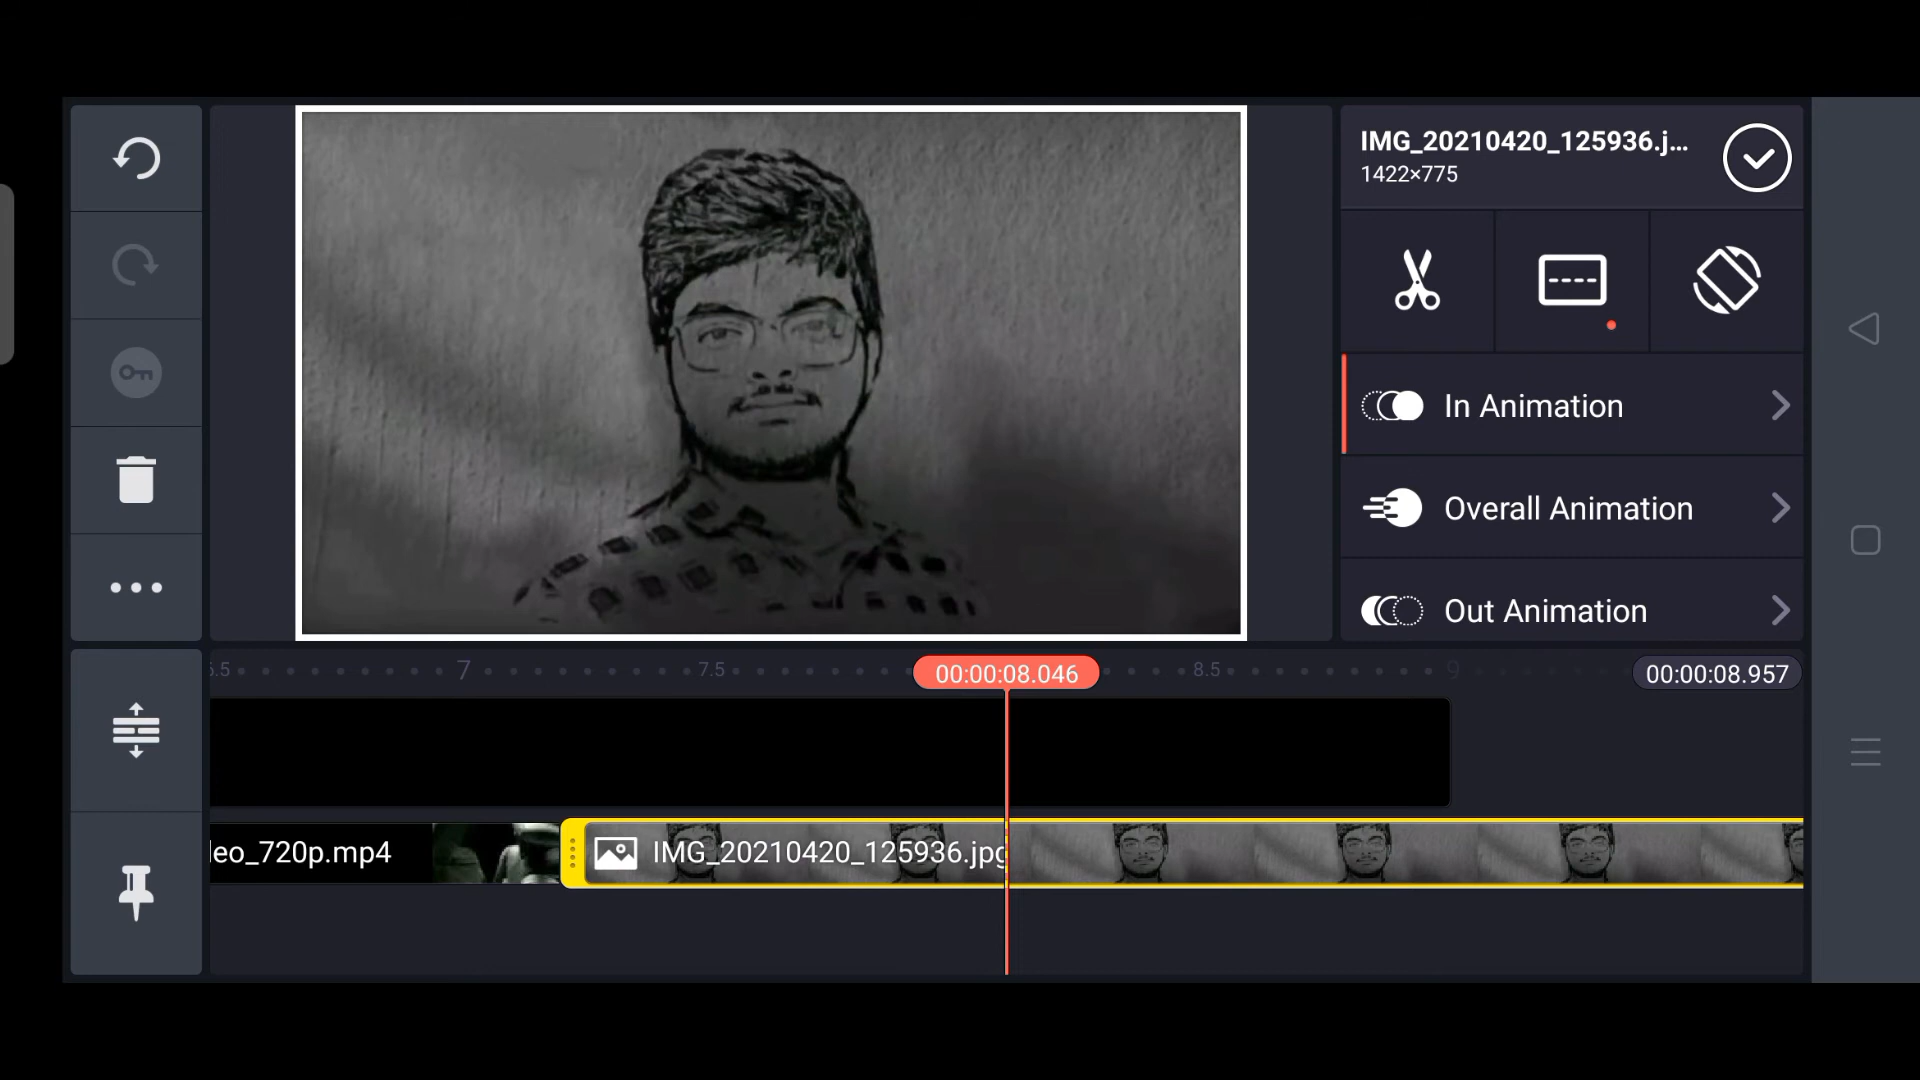 IMG_20210420_125936.j...
1422×775
In Animation
Overall Animation
Out Animation
6.5
7
7.5
00:00:08.046
8.5
9
00:00:08.957
leo_720p.mp4
IMG_20210420_125936.jpg